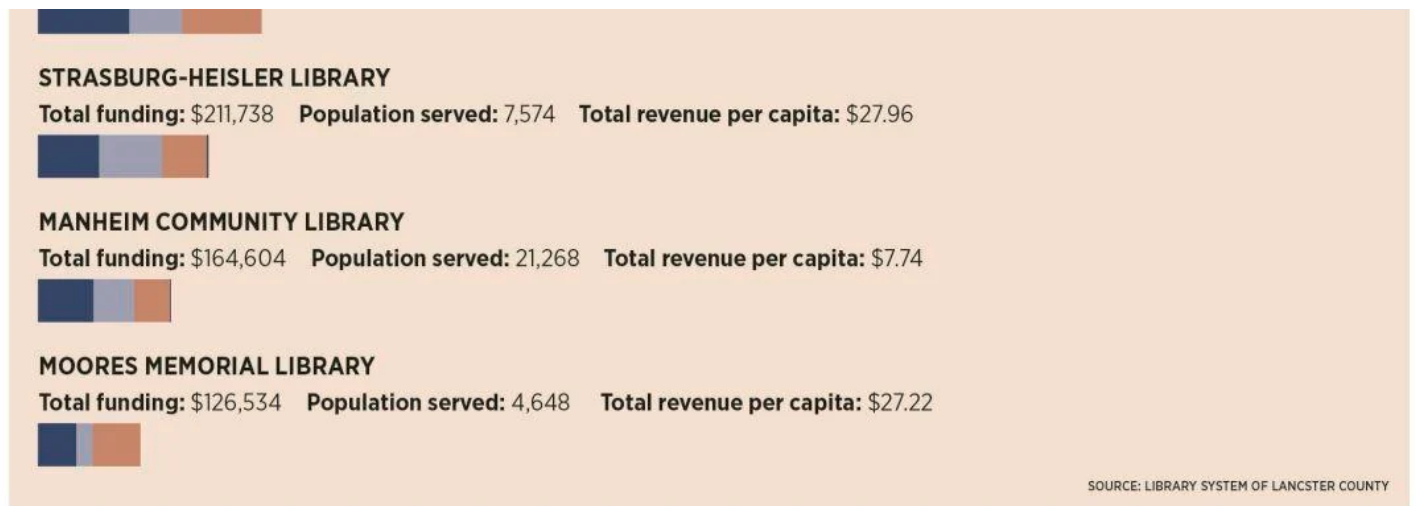 STRASBURG-HEISLER LIBRARY
Total funding: $211,738 Population served: 7,574 Total revenue per capita: $27.96
MANHEIM COMMUNITY LIBRARY
Total funding: $164,604 Population served: 21,268 Total revenue per capita: $7.74
MOORES MEMORIAL LIBRARY
Total funding: $126,534 Population served: 4,648 Total revenue per capita: $27.22
SOURCE: LIBRARY SYSTEM OF LANCSTER COUNTY